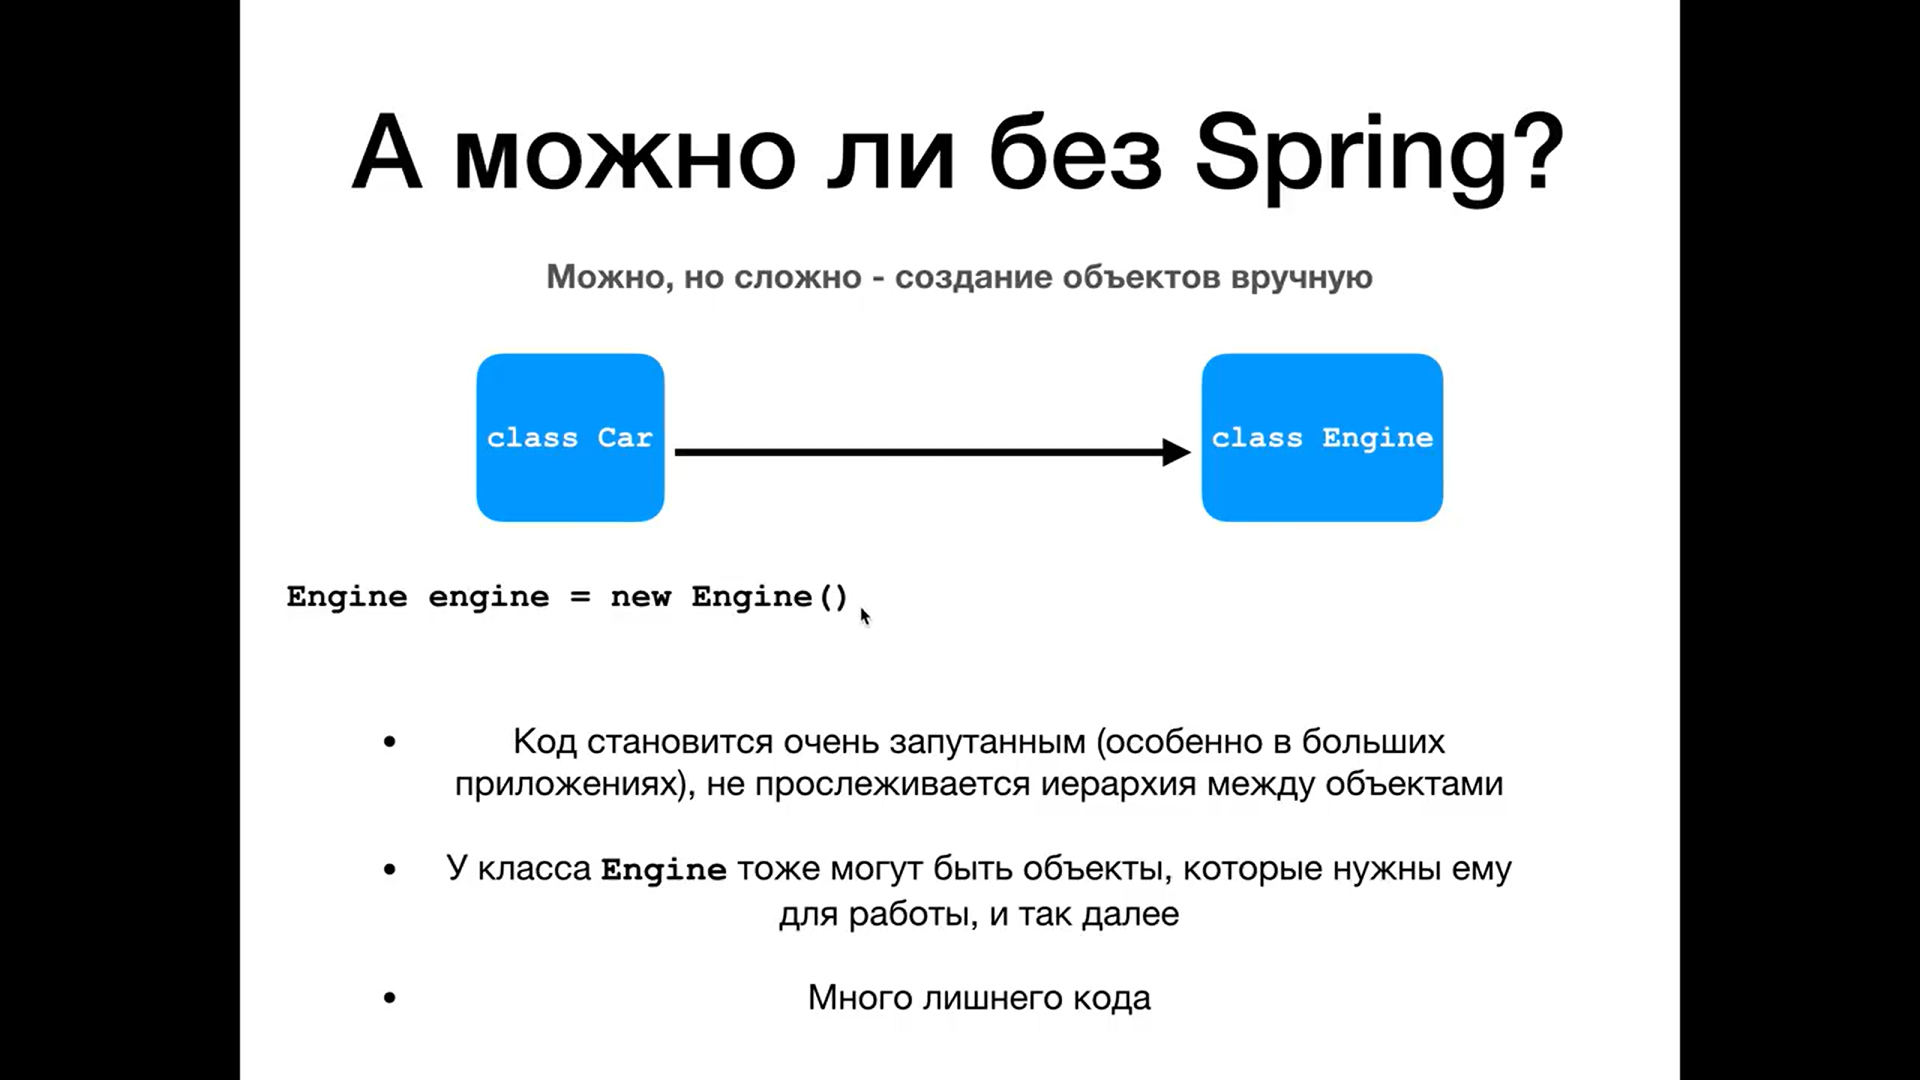 А можно ли без Spring?
Можно, но сложно - создание объектов вручную
class Car
class Engine
Engine engine = new Engine()
• Код становится очень запутанным (особенно в больших
приложениях), не прослеживается иерархия между объектами
• У класса Engine тоже могут быть объекты, которые нужны ему
для работы, и так далее
• Много лишнего кода